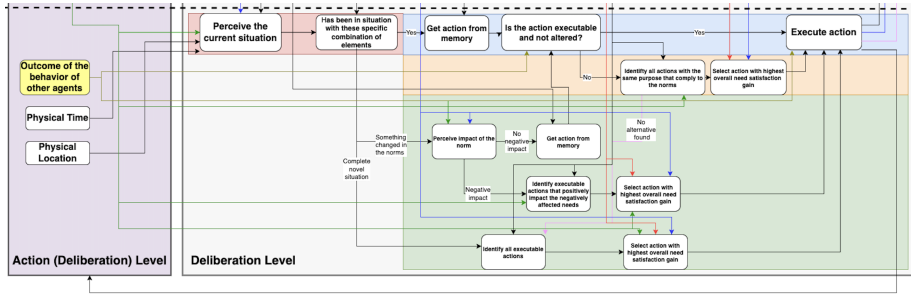 Perceive the
current situation
Has been in situation
with these specific
combination of
elements
Yes
Get action from
memory
Is the action executable
and not altered?
Yes
Execute action
Outcome of the
behavior of
other agents
No
Identify all actions with the
same purpose that comply to
the norms
Select action with highest
overall need satisfaction
gain
Physical Time
Physical
Location
Something
changed in
the norms
Perceive impact of the
norm
No
negative
impact
Get action from
memory
No
alternative
found
Complete
novel
situation
Negative
impact
Identify executable
actions that positively
impact the negatively
affected needs
Select action with
highest overall need
satisfaction gain
Identify all executable
actions
Select action with
highest overall need
satisfaction gain
Action (Deliberation) Level
Deliberation Level